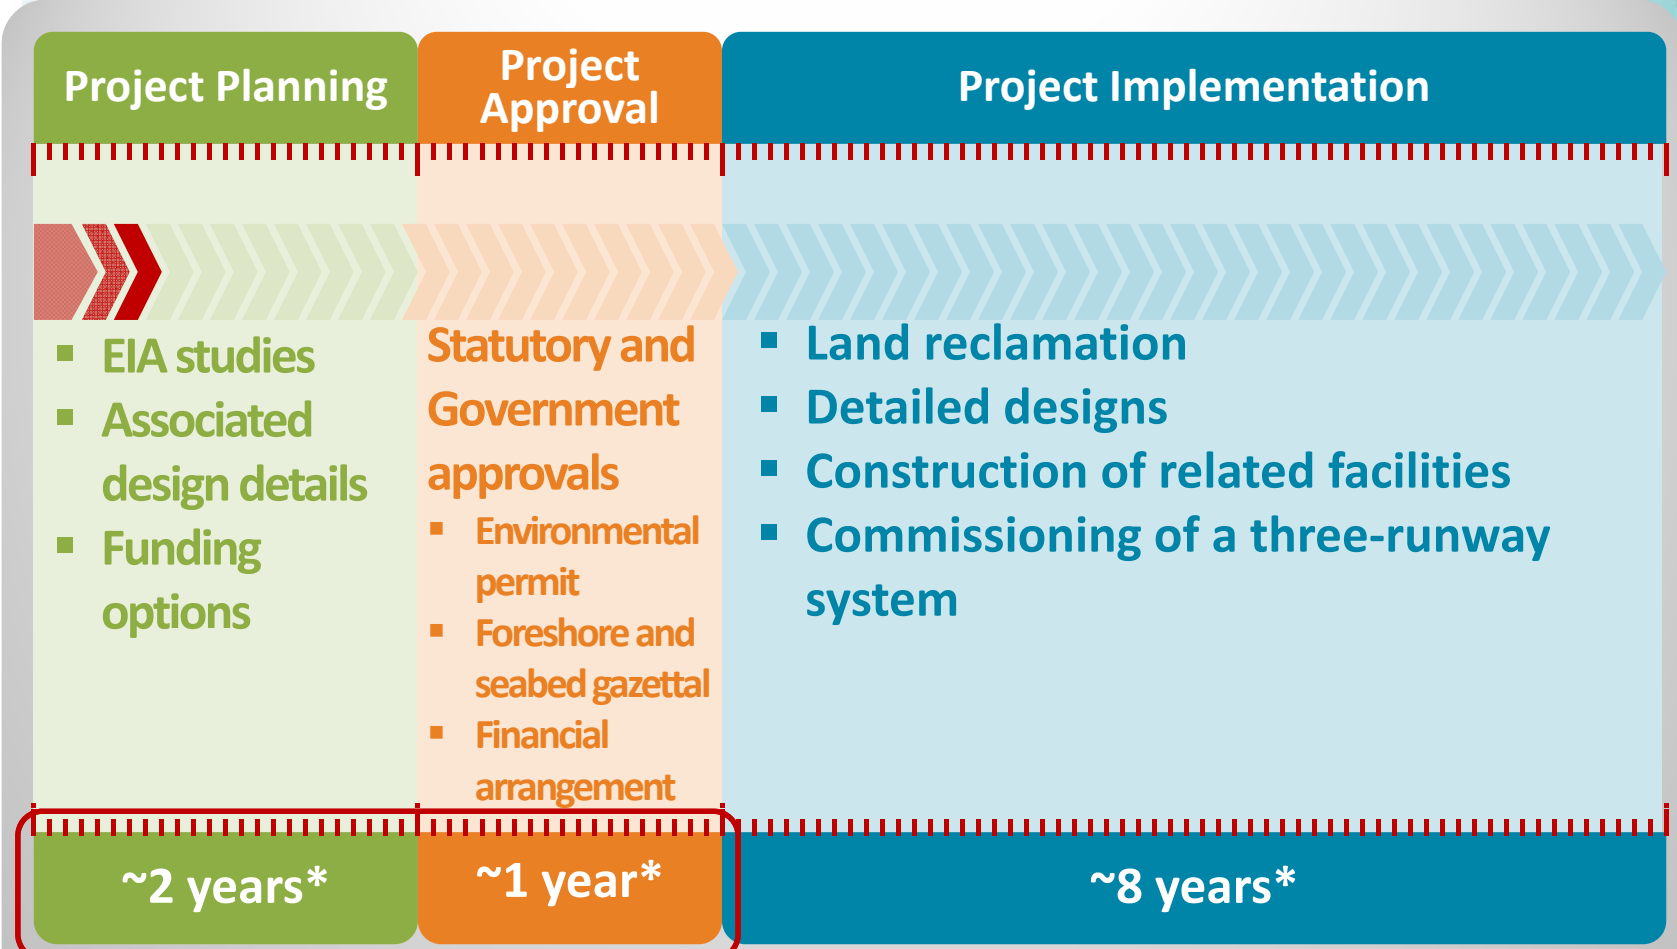 Project Planning
Project
Approval
Project Implementation
▪ EIA studies
▪ Associated
design details
▪ Funding
options
Statutory and
Government
approvals
▪ Environmental
permit
▪ Foreshore and
seabed gazettal
▪ Financial
arrangement
▪ Land reclamation
▪ Detailed designs
▪ Construction of related facilities
▪ Commissioning of a three-runway
system
~2 years*
~1 year*
~8 years*